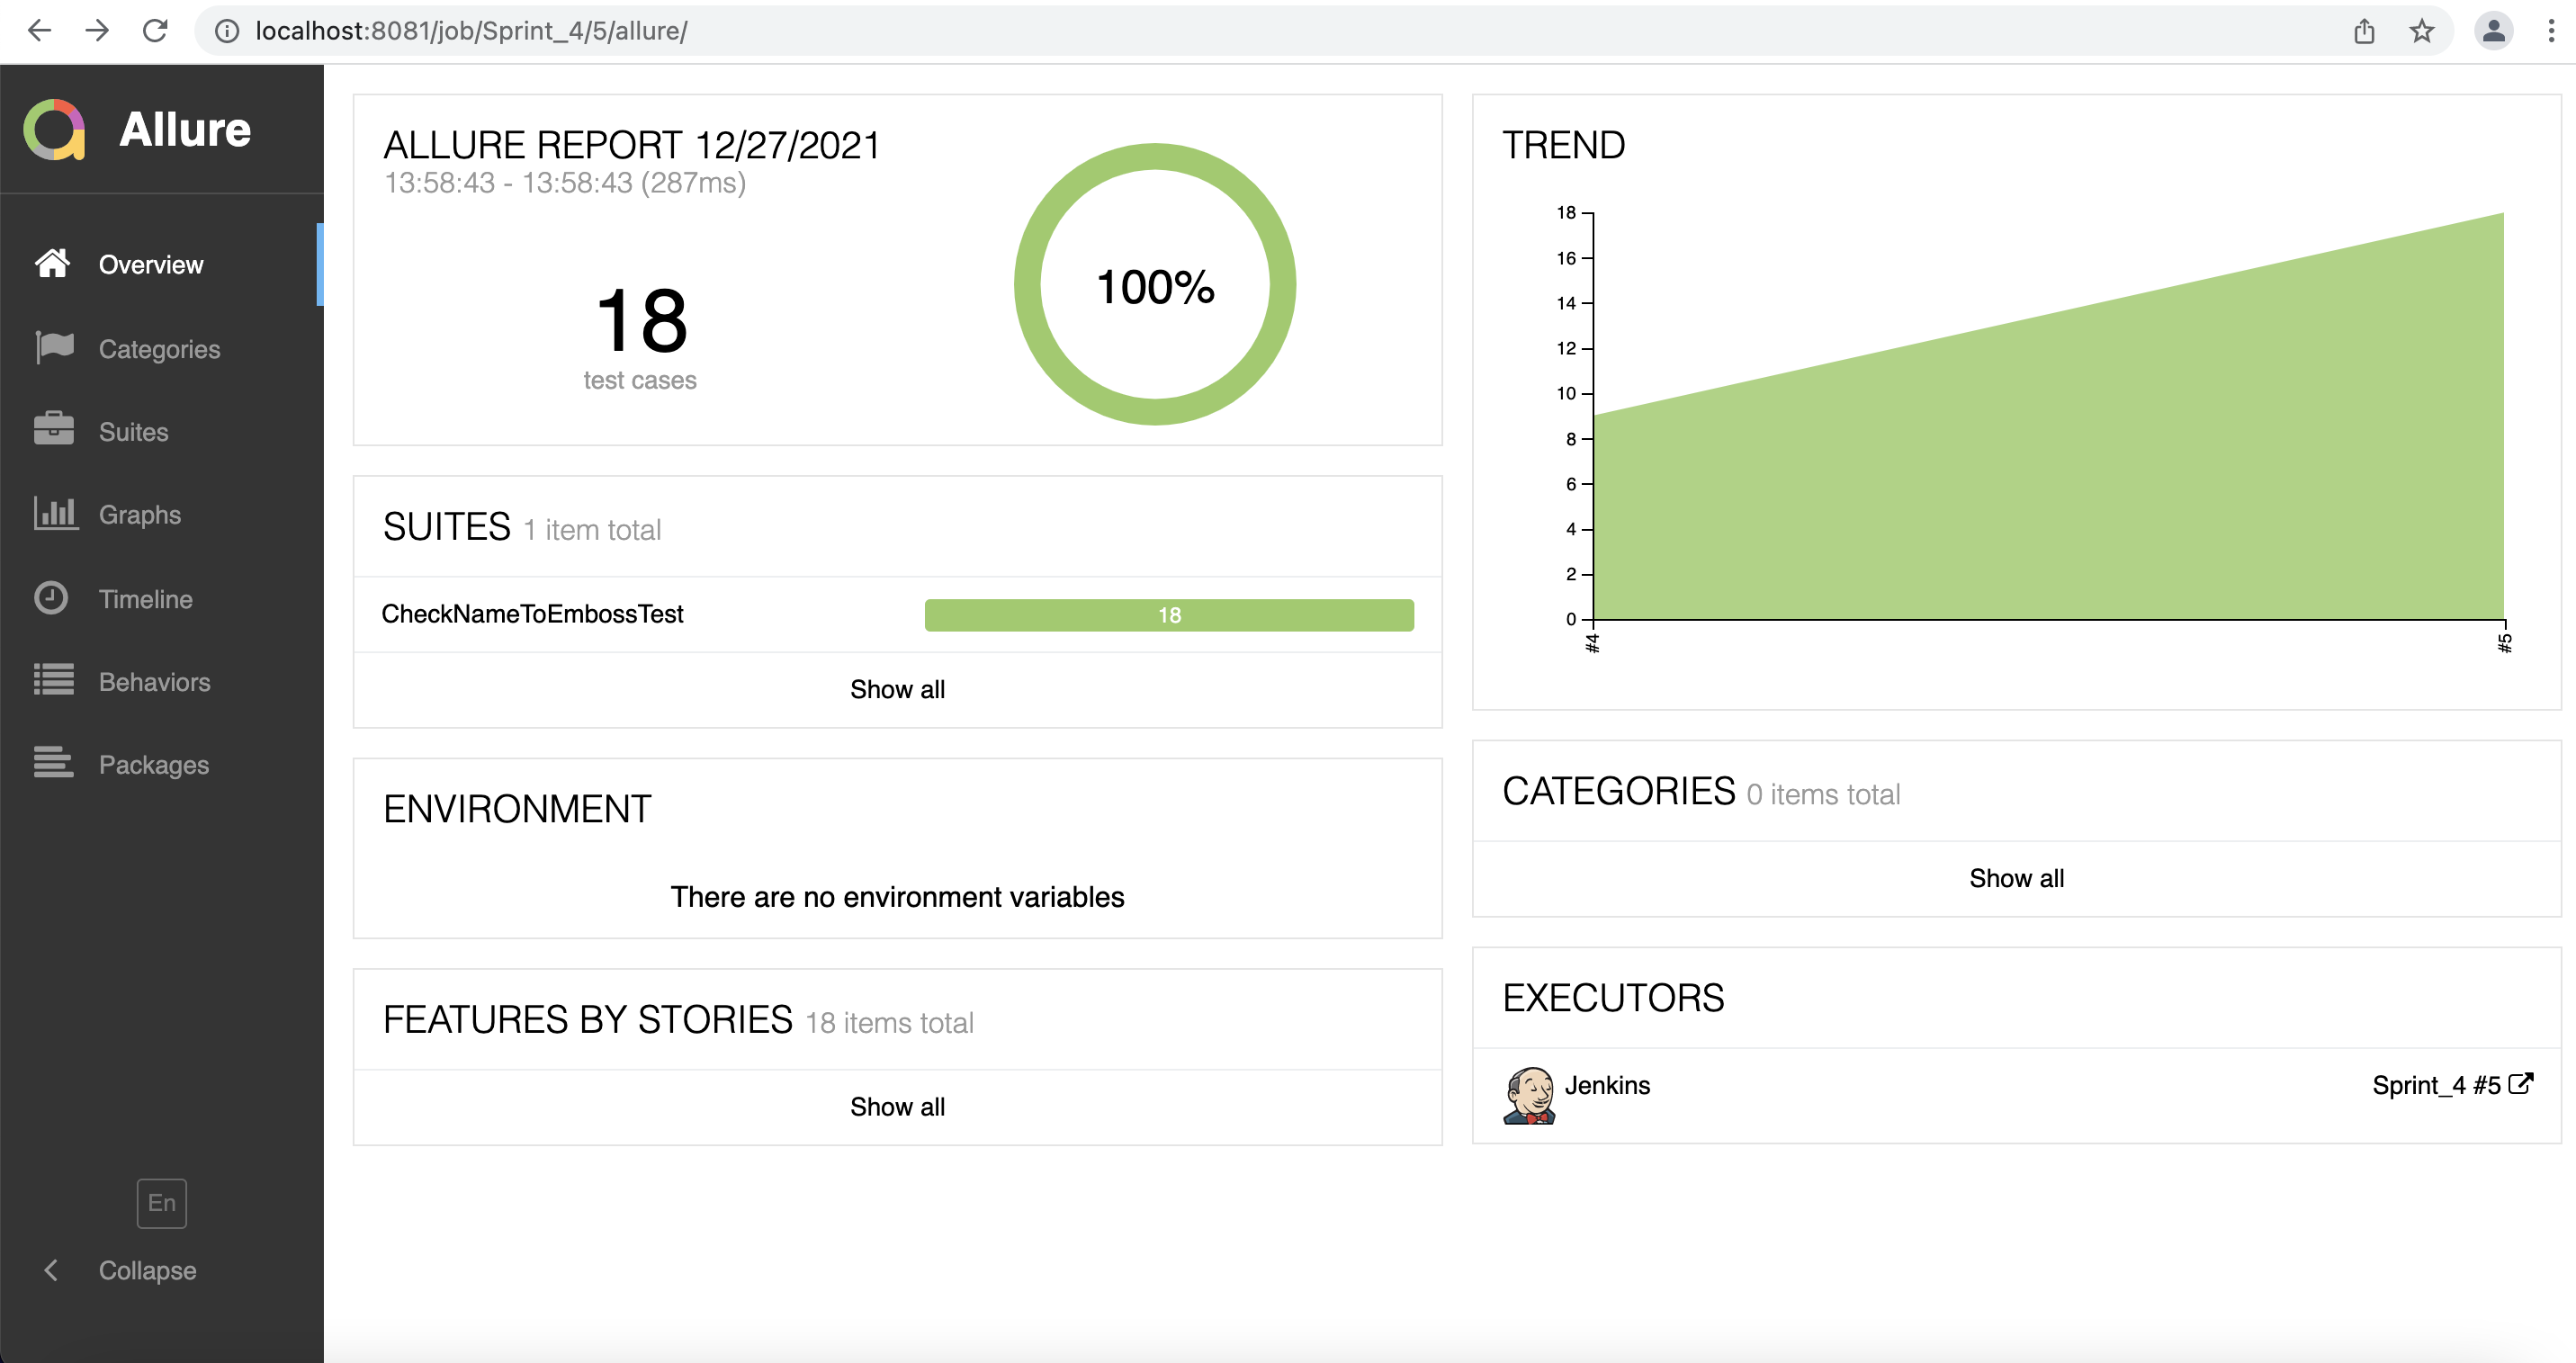 localhost:8081/job/Sprint_4/5/allure/
Allure
Overview
Categories
Suites
Graphs
Timeline
Behaviors
Packages
En
Collapse
ALLURE REPORT 12/27/2021
13:58:43 - 13:58:43 (287ms)
18
test cases
100%
SUITES 1 item total
CheckNameToEmbossTest 18
Show all
ENVIRONMENT
There are no environment variables
FEATURES BY STORIES 18 items total
Show all
TREND
18
16
14
12
10
8
6
4
2
0
#4 #5
CATEGORIES 0 items total
Show all
EXECUTORS
Jenkins Sprint_4 #5